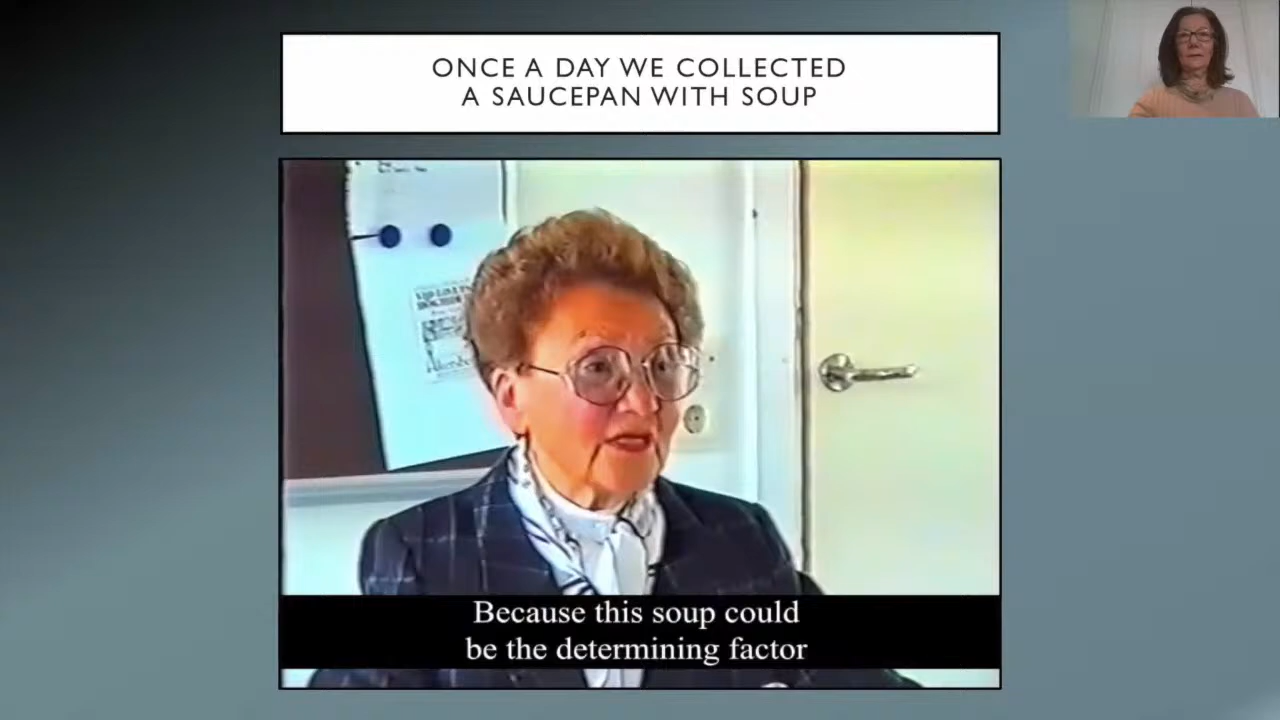 ONCE A DAY WE COLLECTED
A SAUCEPAN WITH SOUP
Because this soup could
be the determining factor